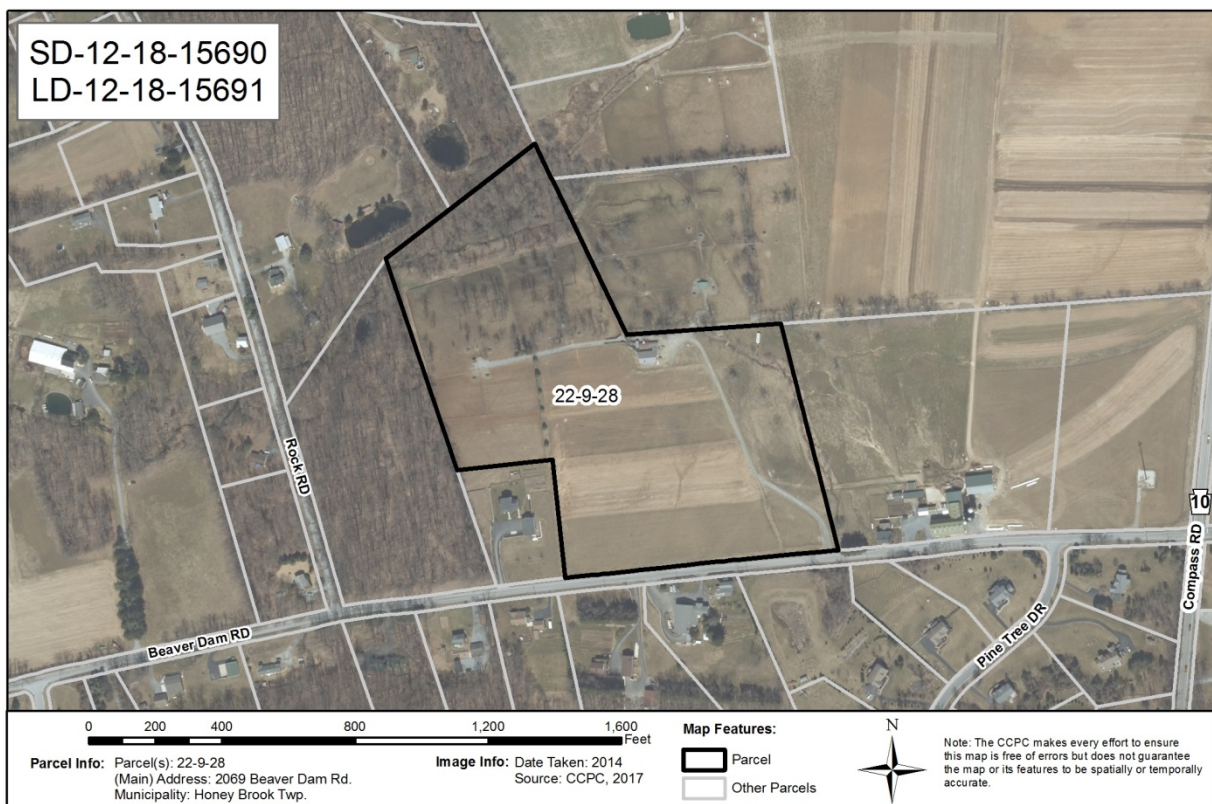 SD-12-18-15690
LD-12-18-15691
22-9-28
Rock RD
10
Compass RD
Beaver Dam RD
Pine Tree DR
0 200 400 800 1,200 1,600
Feet
Parcel Info: Parcel(s): 22-9-28
(Main) Address: 2069 Beaver Dam Rd.
Municipality: Honey Brook Twp.
Image Info: Date Taken: 2014
Source: CCPC, 2017
Map Features:
Parcel
Other Parcels
N
Note: The CCPC makes every effort to ensure
this map is free of errors but does not guarantee
the map or its features to be spatially or temporally
accurate.